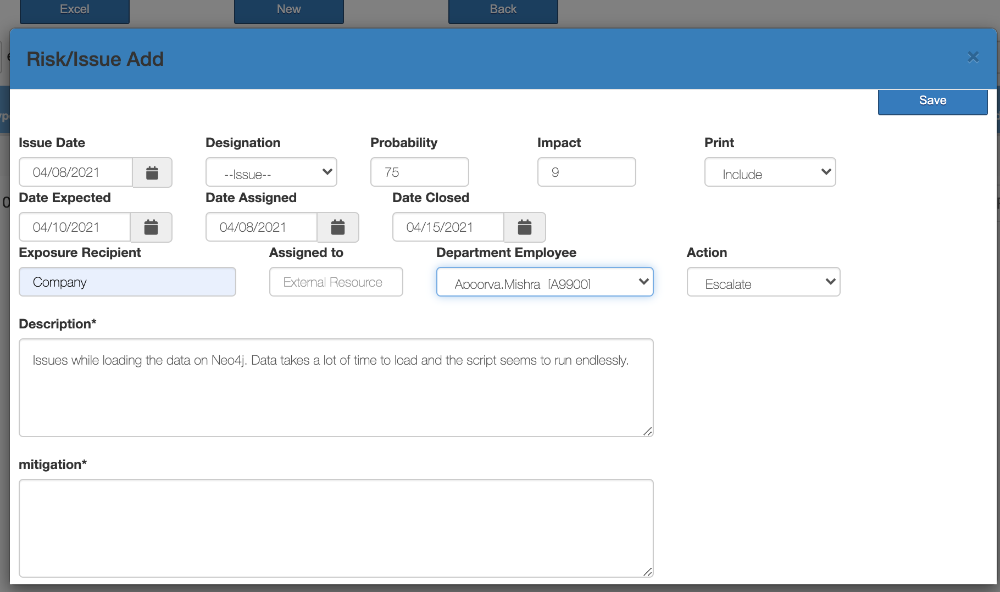 Excel New Back
Risk/Issue Add ×
Save
Issue Date Designation Probability Impact Print
04/08/2021 --Issue-- 75 9 Include
Date Expected Date Assigned Date Closed
04/10/2021 04/08/2021 04/15/2021
Exposure Recipient Assigned to Department Employee Action
Company External Resource Apoorva.Mishra [A9900] Escalate
Description*
Issues while loading the data on Neo4j. Data takes a lot of time to load and the script seems to run endlessly.
mitigation*